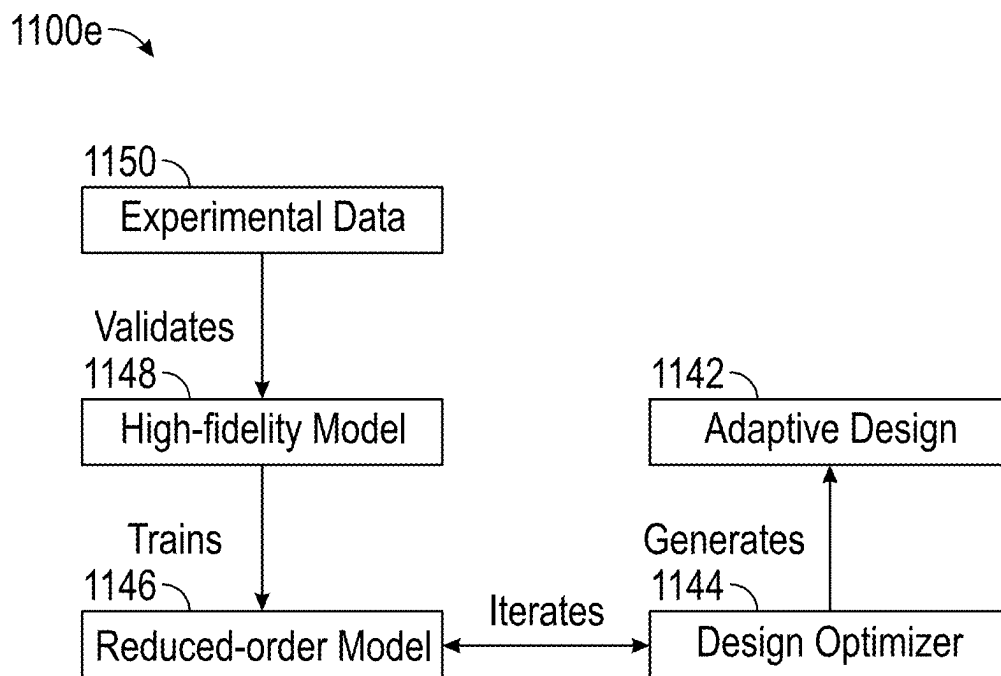 1100e
1150
Experimental Data
Validates
1148
High-fidelity Model
Trains
1146
Reduced-order Model
Iterates
1142
Adaptive Design
Generates
1144
Design Optimizer